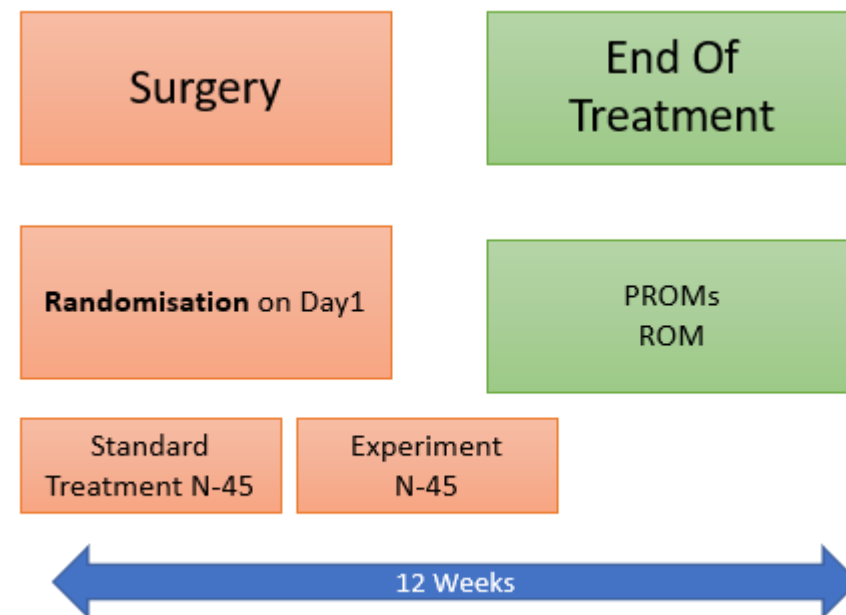 Surgery
End Of
Treatment
Randomisation on Day1
PROMs
ROM
Standard
Treatment N-45
Experiment
N-45
12 Weeks